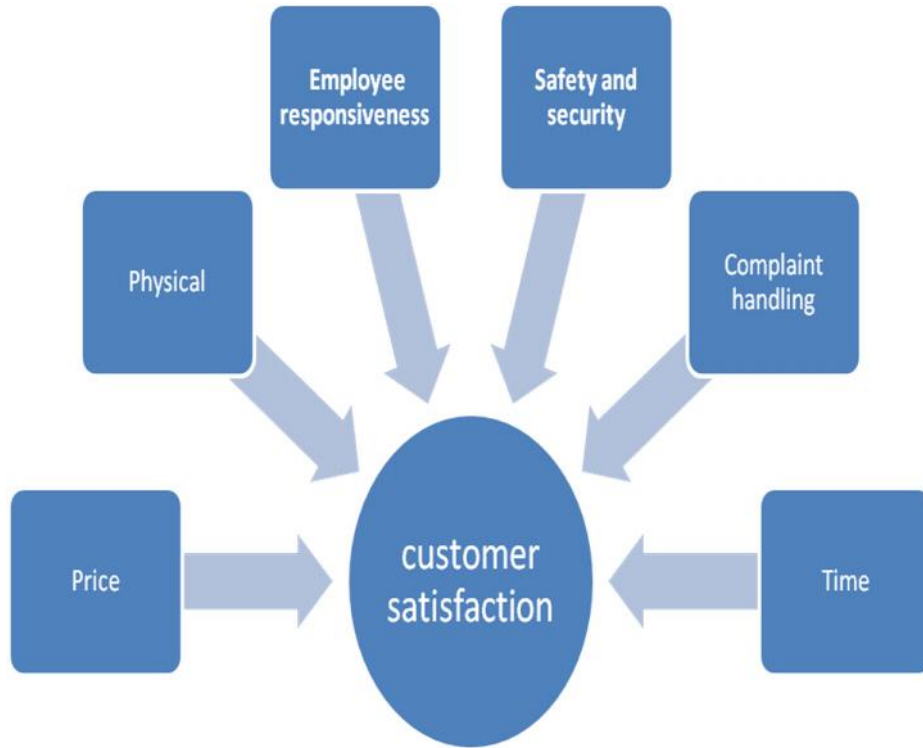 Employee
responsiveness
Safety and
security
Physical
Complaint
handling
Price
customer
satisfaction
Time